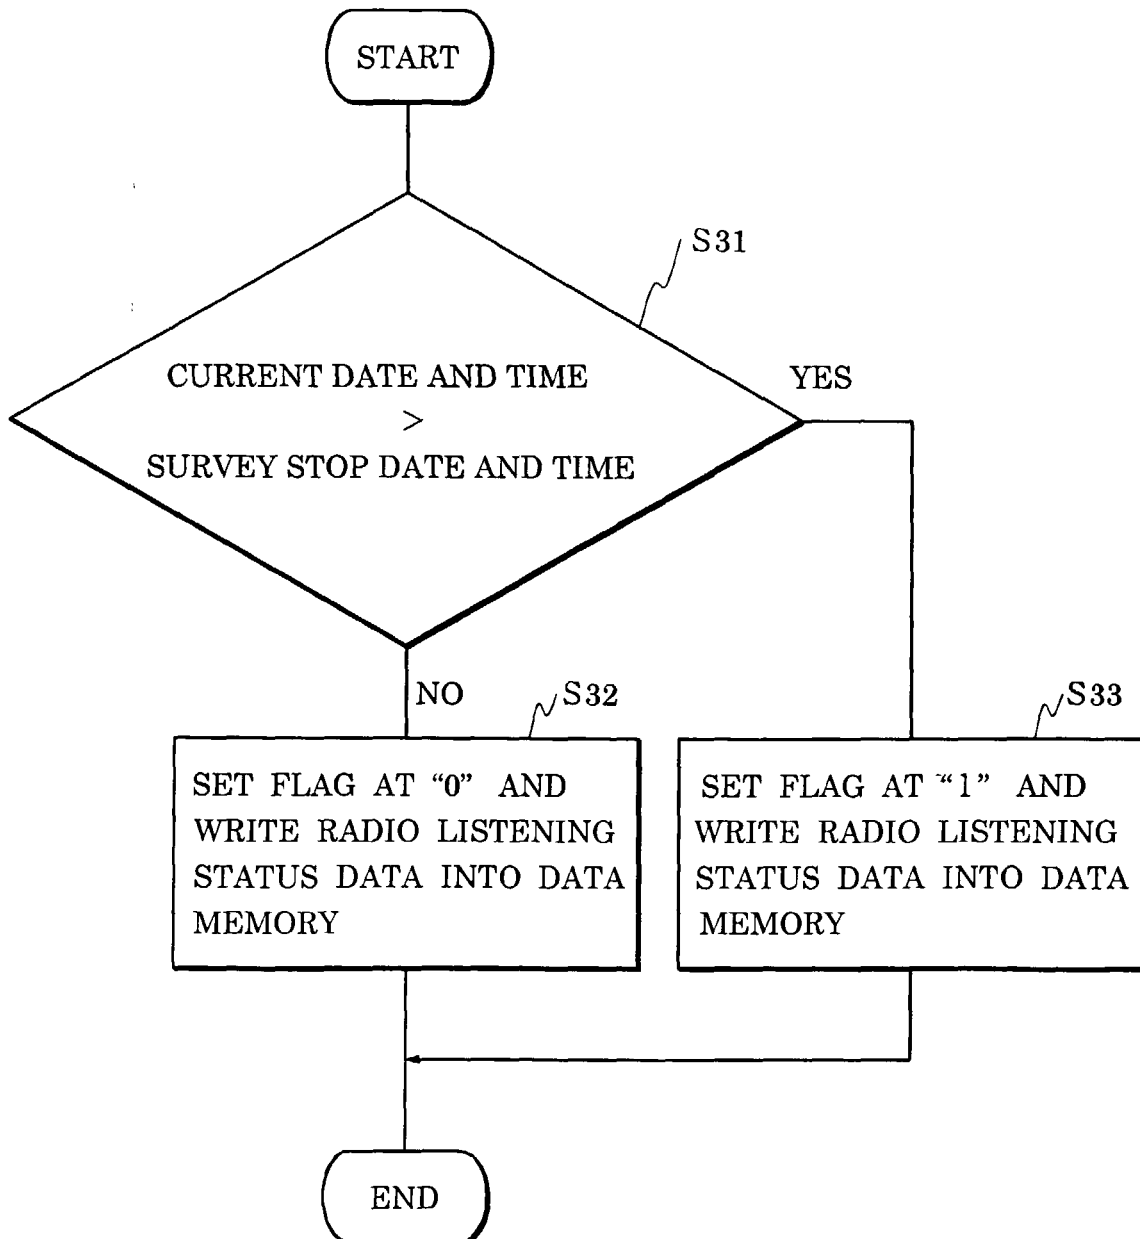 START
S31
CURRENT DATE AND TIME
>
SURVEY STOP DATE AND TIME
YES
NO
S32
SET FLAG AT “0” AND
WRITE RADIO LISTENING
STATUS DATA INTO DATA
MEMORY
S33
SET FLAG AT “1” AND
WRITE RADIO LISTENING
STATUS DATA INTO DATA
MEMORY
END